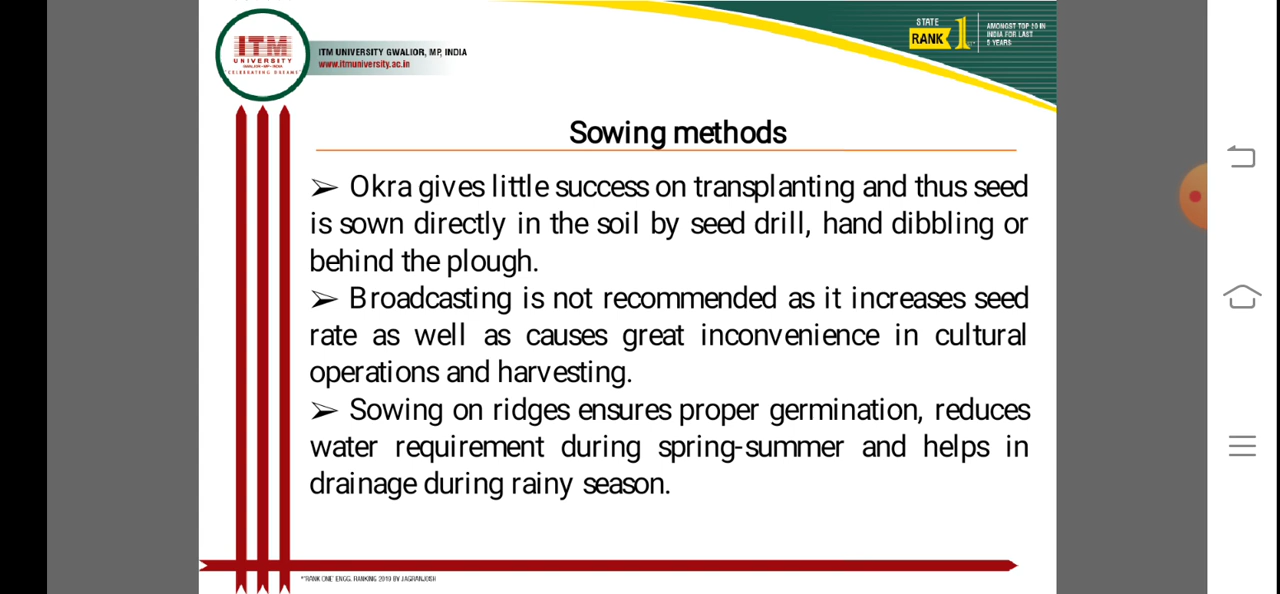 ITM
UNIVERSITY
GWALIOR • MP • INDIA
"CELEBRATING DREAMS"
ITM UNIVERSITY GWALIOR, MP, INDIA
www.itmuniversity.ac.in
STATE
RANK 1
AMONGST TOP 10 IN
INDIA FOR LAST
5 YEARS
Sowing methods
➢ Okra gives little success on transplanting and thus seed
is sown directly in the soil by seed drill, hand dibbling or
behind the plough.
➢ Broadcasting is not recommended as it increases seed
rate as well as causes great inconvenience in cultural
operations and harvesting.
➢ Sowing on ridges ensures proper germination, reduces
water requirement during spring-summer and helps in
drainage during rainy season.
*"RANK ONE" ENGG. RANKING 2019 BY JAGRANJOSH